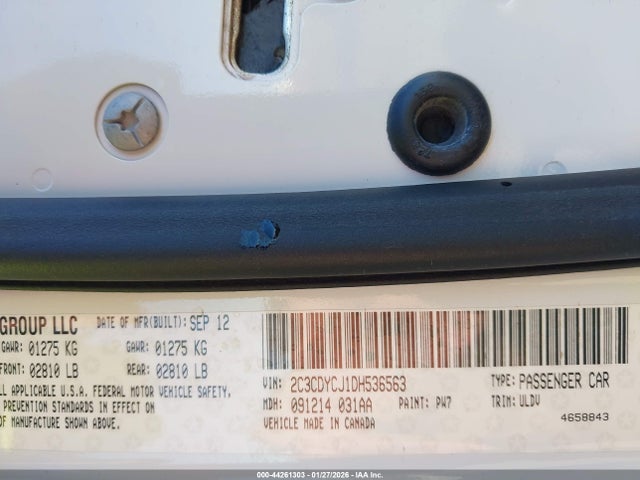 GROUP LLC DATE OF MFR(BUILT): SEP 12
GAWR: 01275 KG GAWR: 01275 KG
FRONT: 02810 LB REAR: 02810 LB
ALL APPLICABLE U.S.A. FEDERAL MOTOR VEHICLE SAFETY,
PREVENTION STANDARDS IN EFFECT ON
OF MANUFACTURE SHOWN ABOVE.
VIN: 2C3CDYCJ1DH536563 TYPE: PASSENGER CAR
MDH: 091214 031AA PAINT: PW7 TRIM: ULDV
VEHICLE MADE IN CANADA 4658843
000-44261303 | 01/27/2026 - IAA Inc.